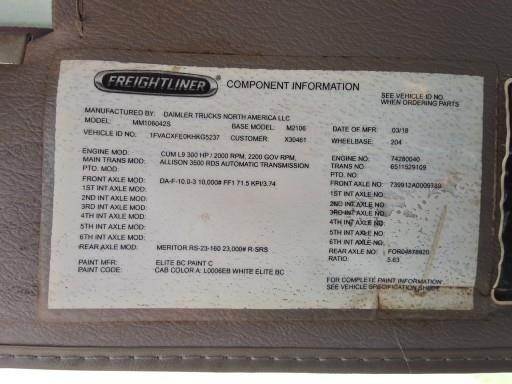 FREIGHTLINER COMPONENT INFORMATION
SEE VEHICLE ID NO.
WHEN ORDERING PARTS
MANUFACTURED BY: DAIMLER TRUCKS NORTH AMERICA LLC
MODEL: MM106042S BASE MODEL: M2106 DATE OF MFR: 03/18
VEHICLE ID NO: 1FVACXFE0KHKG5237 CUSTOMER: X30461 WHEELBASE: 204
ENGINE MOD: CUM L9 300 HP / 2000 RPM, 2200 GOV RPM, ENGINE NO: 74280040
MAIN TRANS MOD: ALLISON 3500 RDS AUTOMATIC TRANSMISSION TRANS NO: 6511529109
PTO MOD: PTO. NO:
FRONT AXLE MOD: DA-F-10.0-3 10,000# FF1 71.5 KPI/3.74 FRONT AXLE NO: 739912A0009789
1ST INT AXLE MOD: 1ST INT AXLE NO:
2ND INT AXLE MOD: 2ND INT AXLE NO:
3RD INT AXLE MOD: 3RD INT AXLE NO:
4TH INT AXLE MOD: 4TH INT AXLE NO:
5TH INT AXLE MOD: 5TH INT AXLE NO:
6TH INT AXLE MOD: 6TH INT AXLE NO:
REAR AXLE MOD: MERITOR RS-23-160 23,000# R-SRS REAR AXLE NO:
RATIO: 5.63
PAINT MFR: ELITE BC PAINT C
PAINT CODE: CAB COLOR A: L0006EB WHITE ELITE BC
FOR COMPLETE PAINT INFORMATION
SEE VEHICLE SPECIFICATION SHEET